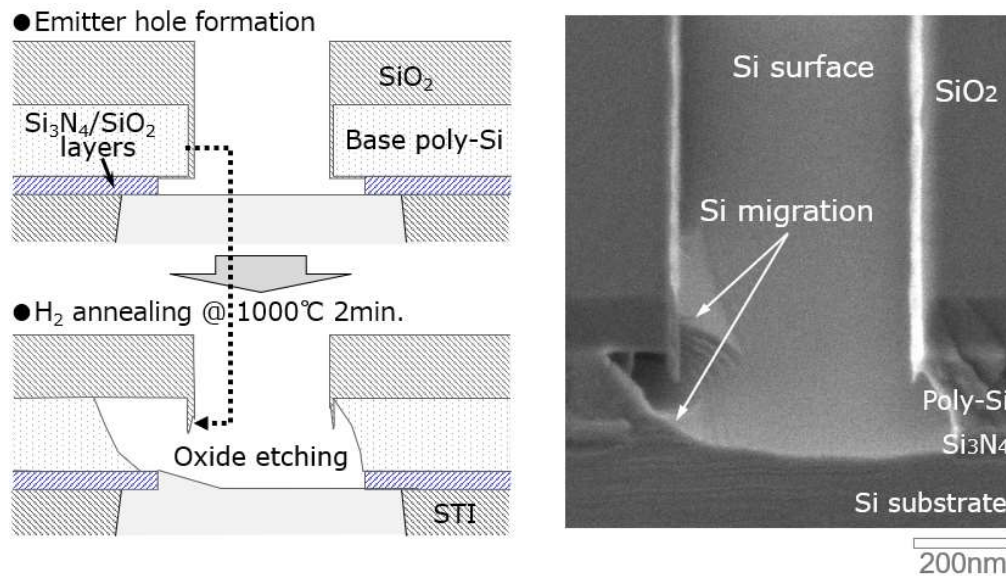 ●Emitter hole formation
SiO₂
Si₃N₄/SiO₂
layers
Base poly-Si
●H₂ annealing @ 1000℃ 2min.
Oxide etching
STI
Si surface
SiO2
Si migration
Poly-Si
Si3N4
Si substrate
200nm